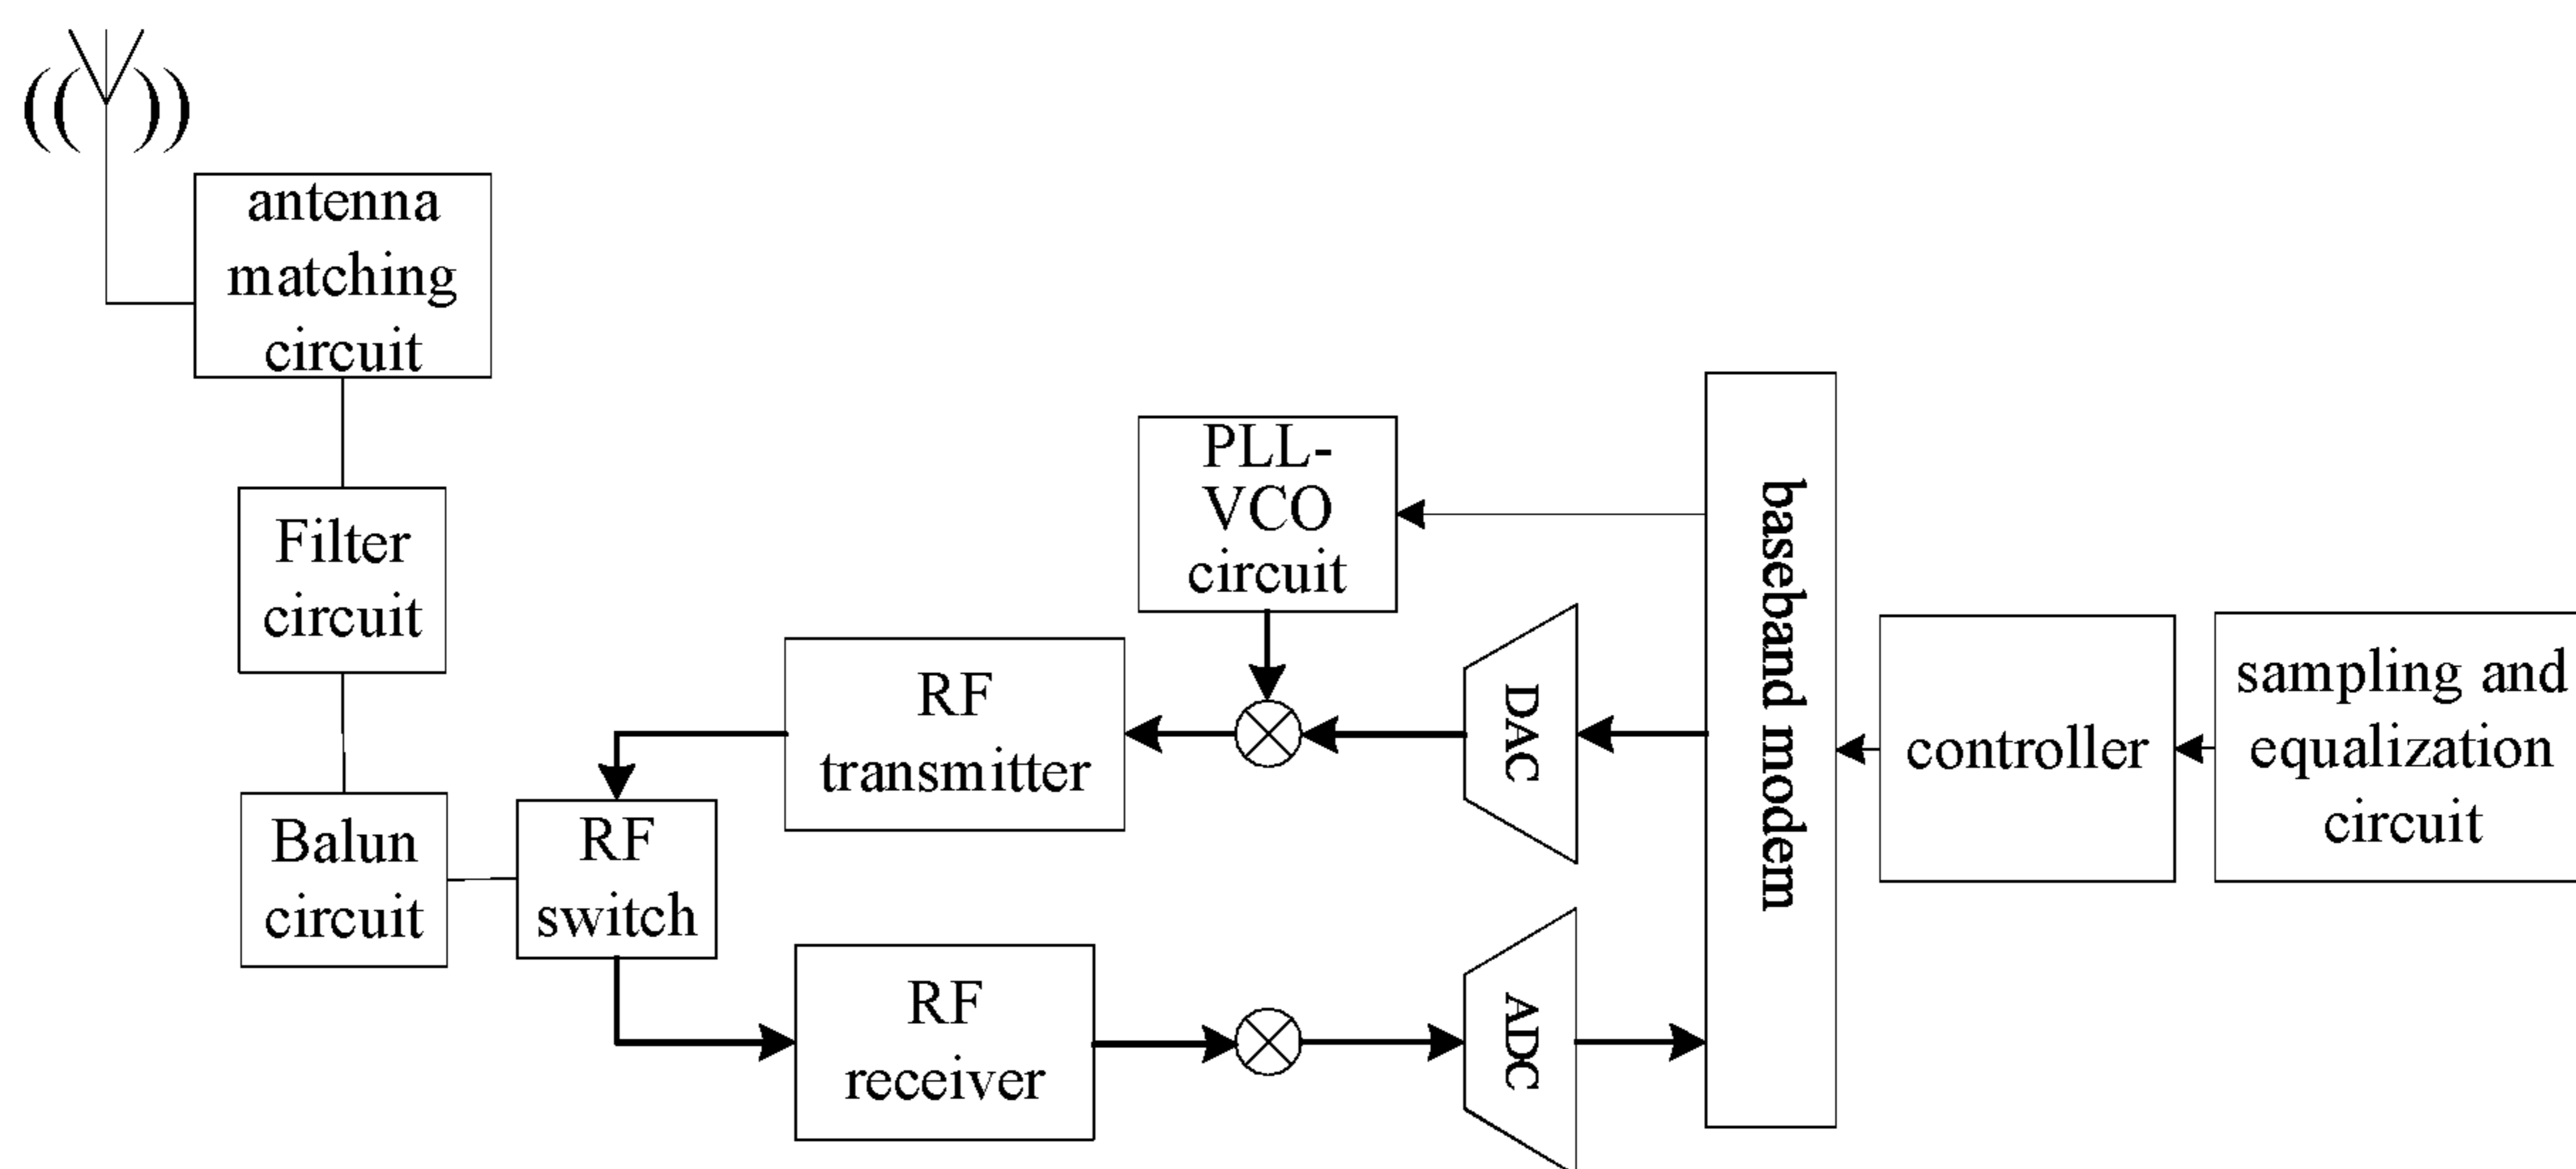 antenna
matching
circuit
Filter
circuit
Balun
circuit
RF
switch
RF
transmitter
RF
receiver
PLL-
VCO
circuit
DAC
ADC
baseband modem
controller
sampling and
equalization
circuit